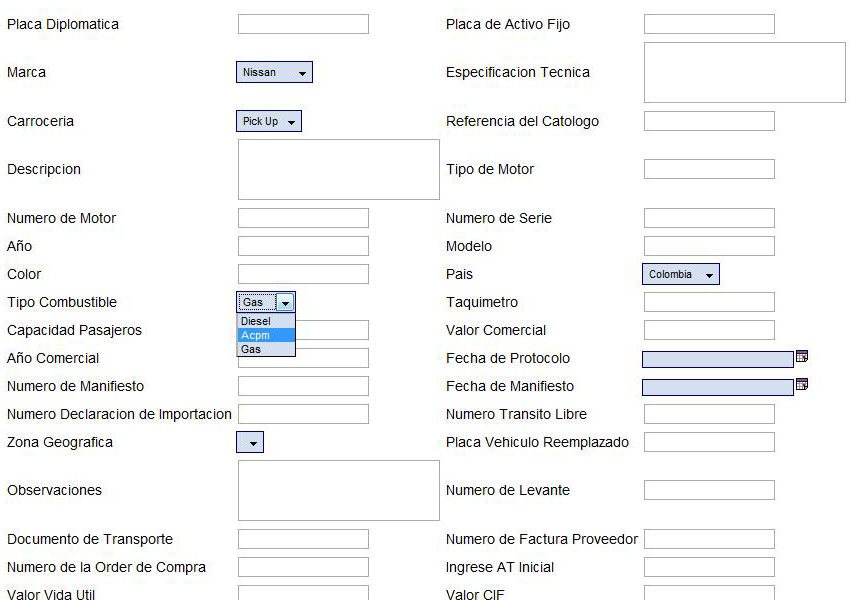 Placa Diplomatica Placa de Activo Fijo
Marca Nissan Especificacion Tecnica
Carroceria Pick Up Referencia del Catologo
Descripcion Tipo de Motor
Numero de Motor Numero de Serie
Año Modelo
Color Pais Colombia
Tipo Combustible Gas Taquimetro
Diesel
Acpm
Gas
Capacidad Pasajeros Valor Comercial
Año Comercial Fecha de Protocolo
Numero de Manifiesto Fecha de Manifiesto
Numero Declaracion de Importacion Numero Transito Libre
Zona Geografica Placa Vehiculo Reemplazado
Observaciones Numero de Levante
Documento de Transporte Numero de Factura Proveedor
Numero de la Order de Compra Ingrese AT Inicial
Valor Vida Util Valor CIF